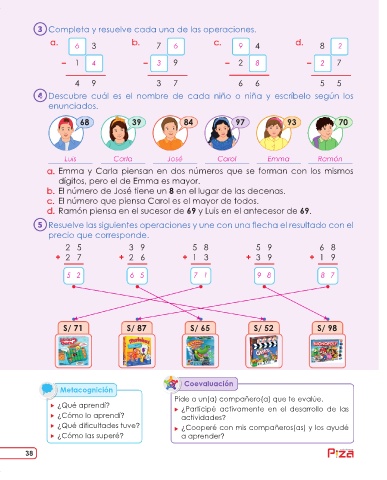 3 Completa y resuelve cada una de las operaciones.
a. b. c. d.
6 3 7 6 9 4 8 2
- 1 4 - 3 9 - 2 8 - 2 7
4 9 3 7 6 6 5 5
4 Descubre cuál es el nombre de cada niño o niña y escríbelo según los
enunciados.
68 39 84 97 93 70
Luis Carla José Carol Emma Ramón
a. Emma y Carla piensan en dos números que se forman con los mismos
dígitos, pero el de Emma es mayor.
b. El número de José tiene un 8 en el lugar de las decenas.
c. El número que piensa Carol es el mayor de todos.
d. Ramón piensa en el sucesor de 69 y Luis en el antecesor de 69.
5 Resuelve las siguientes operaciones y une con una flecha el resultado con el
precio que corresponde.
2 5 3 9 5 8 5 9 6 8
+ 2 7 + 2 6 + 1 3 + 3 9 + 1 9
5 2 6 5 7 1 9 8 8 7
S/ 71 S/ 87 S/ 65 S/ 52 S/ 98
Metacognición
¿Qué aprendí?
¿Cómo lo aprendí?
¿Qué dificultades tuve?
¿Cómo las superé?
Coevaluación
Pide a un(a) compañero(a) que te evalúe.
¿Participé activamente en el desarrollo de las
actividades?
¿Cooperé con mis compañeros(as) y los ayudé
a aprender?
38